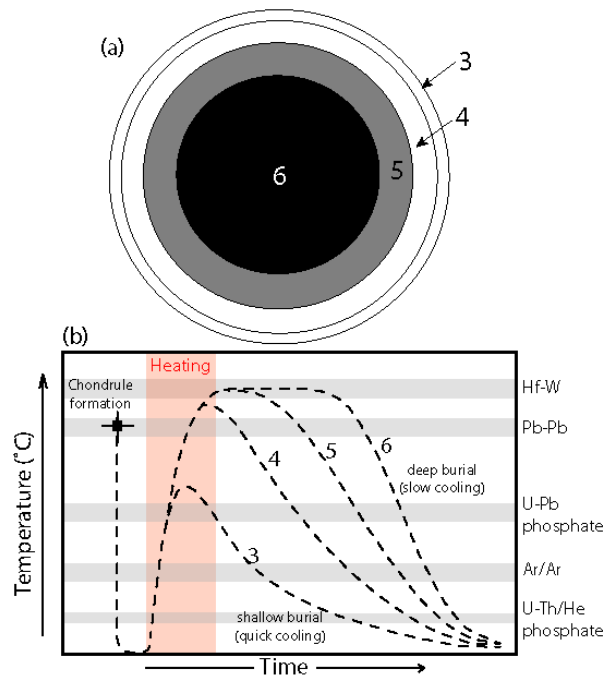 (a)
3
4
5
6
(b)
Heating
Chondrule
formation
Hf-W
Pb-Pb
6
5
4
deep burial
(slow cooling)
U-Pb
phosphate
3
Ar/Ar
shallow burial
(quick cooling)
U-Th/He
phosphate
Temperature (°C)
Time